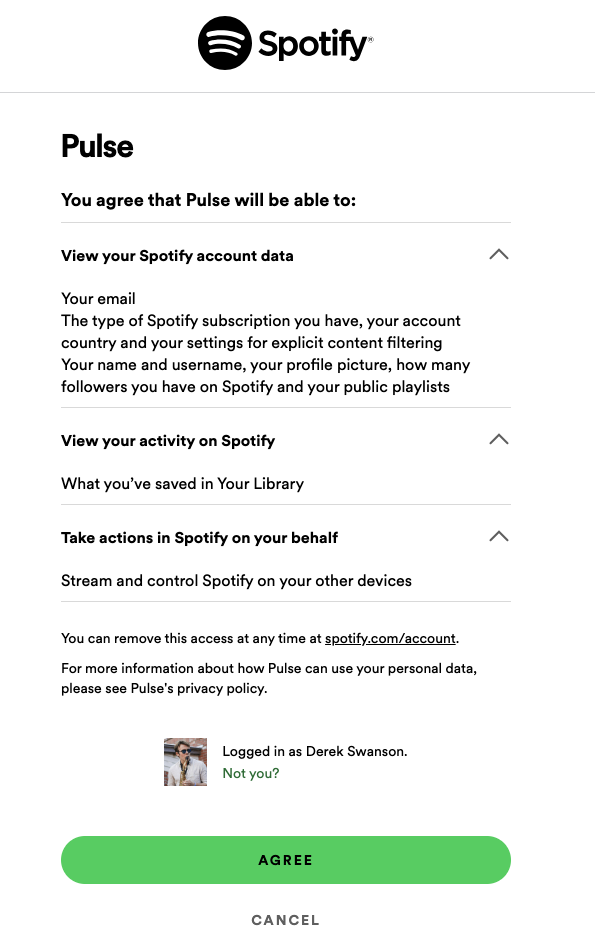 Spotify®
Pulse
You agree that Pulse will be able to:
View your Spotify account data
Your email
The type of Spotify subscription you have, your account
country and your settings for explicit content filtering
Your name and username, your profile picture, how many
followers you have on Spotify and your public playlists
View your activity on Spotify
What you’ve saved in Your Library
Take actions in Spotify on your behalf
Stream and control Spotify on your other devices
You can remove this access at any time at spotify.com/account.
For more information about how Pulse can use your personal data,
please see Pulse's privacy policy.
Logged in as Derek Swanson.
Not you?
AGREE
CANCEL